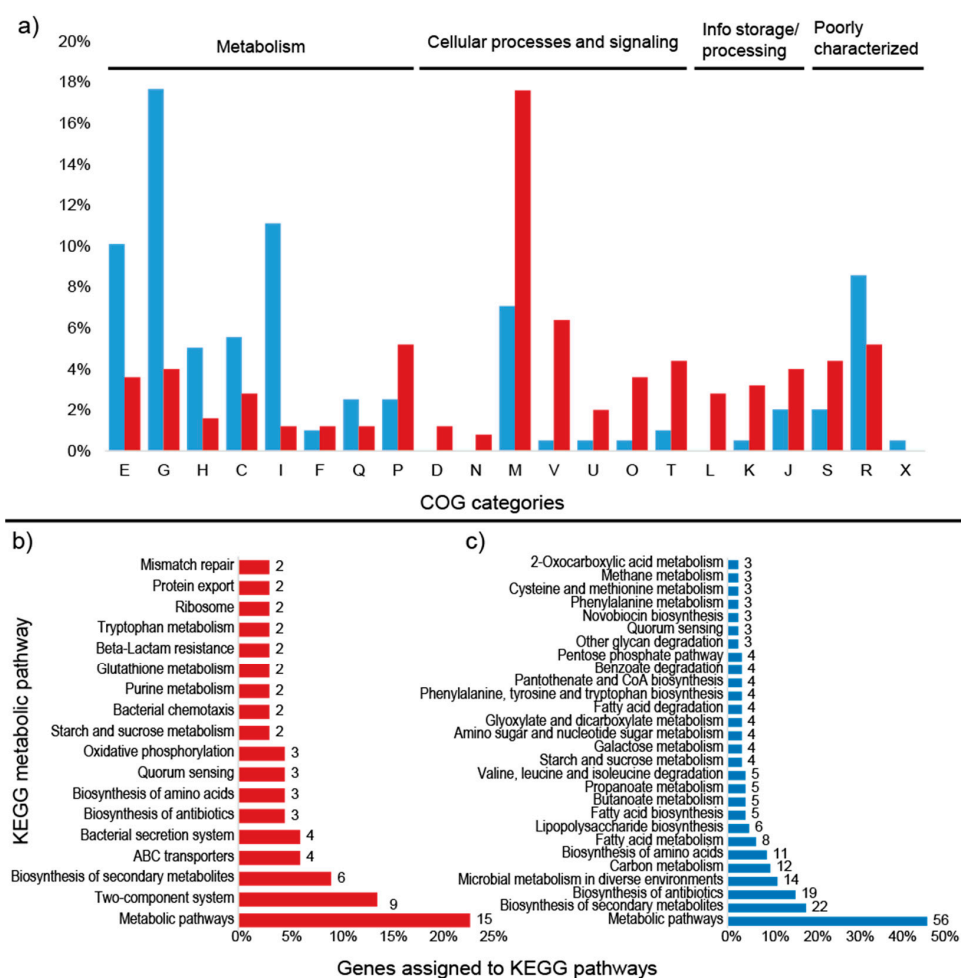 a)
Metabolism
Cellular processes and signaling
Info storage/
processing
Poorly
characterized
20%
18%
16%
14%
12%
10%
8%
6%
4%
2%
0%
E G H C I F Q P D N M V U O T L K J S R X
COG categories
b)
KEGG metabolic pathway
Mismatch repair 2
Protein export 2
Ribosome 2
Tryptophan metabolism 2
Beta-Lactam resistance 2
Glutathione metabolism 2
Purine metabolism 2
Bacterial chemotaxis 2
Starch and sucrose metabolism 2
Oxidative phosphorylation 3
Quorum sensing 3
Biosynthesis of amino acids 3
Biosynthesis of antibiotics 3
Bacterial secretion system 4
ABC transporters 4
Biosynthesis of secondary metabolites 6
Two-component system 9
Metabolic pathways 15
0% 5% 10% 15% 20% 25%
c)
2-Oxocarboxylic acid metabolism 3
Methane metabolism 3
Cysteine and methionine metabolism 3
Phenylalanine metabolism 3
Novobiocin biosynthesis 3
Quorum sensing 3
Other glycan degradation 3
Pentose phosphate pathway 4
Benzoate degradation 4
Pantothenate and CoA biosynthesis 4
Phenylalanine, tyrosine and tryptophan biosynthesis 4
Fatty acid degradation 4
Glyoxylate and dicarboxylate metabolism 4
Amino sugar and nucleotide sugar metabolism 4
Galactose metabolism 4
Starch and sucrose metabolism 4
Valine, leucine and isoleucine degradation 5
Propanoate metabolism 5
Butanoate metabolism 5
Fatty acid biosynthesis 5
Lipopolysaccharide biosynthesis 6
Fatty acid metabolism 8
Biosynthesis of amino acids 11
Carbon metabolism 12
Microbial metabolism in diverse environments 14
Biosynthesis of antibiotics 19
Biosynthesis of secondary metabolites 22
Metabolic pathways 56
0% 10% 20% 30% 40% 50%
Genes assigned to KEGG pathways